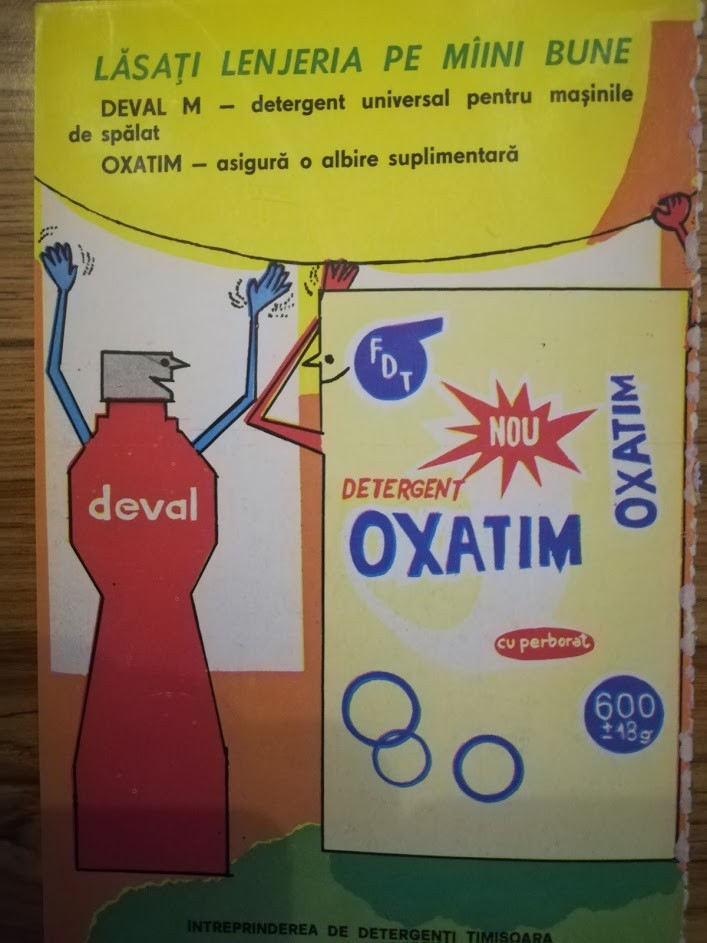 LĂSAȚI LENJERIA PE MÎINI BUNE
DEVAL M — detergent universal pentru mașinile
de spălat
OXATIM — asigură o albire suplimentară
deval
FDT
NOU
OXATIM
DETERGENT
OXATIM
cu perborat
600
±18g
ÎNTREPRINDEREA DE DETERGENȚI TIMIȘOARA